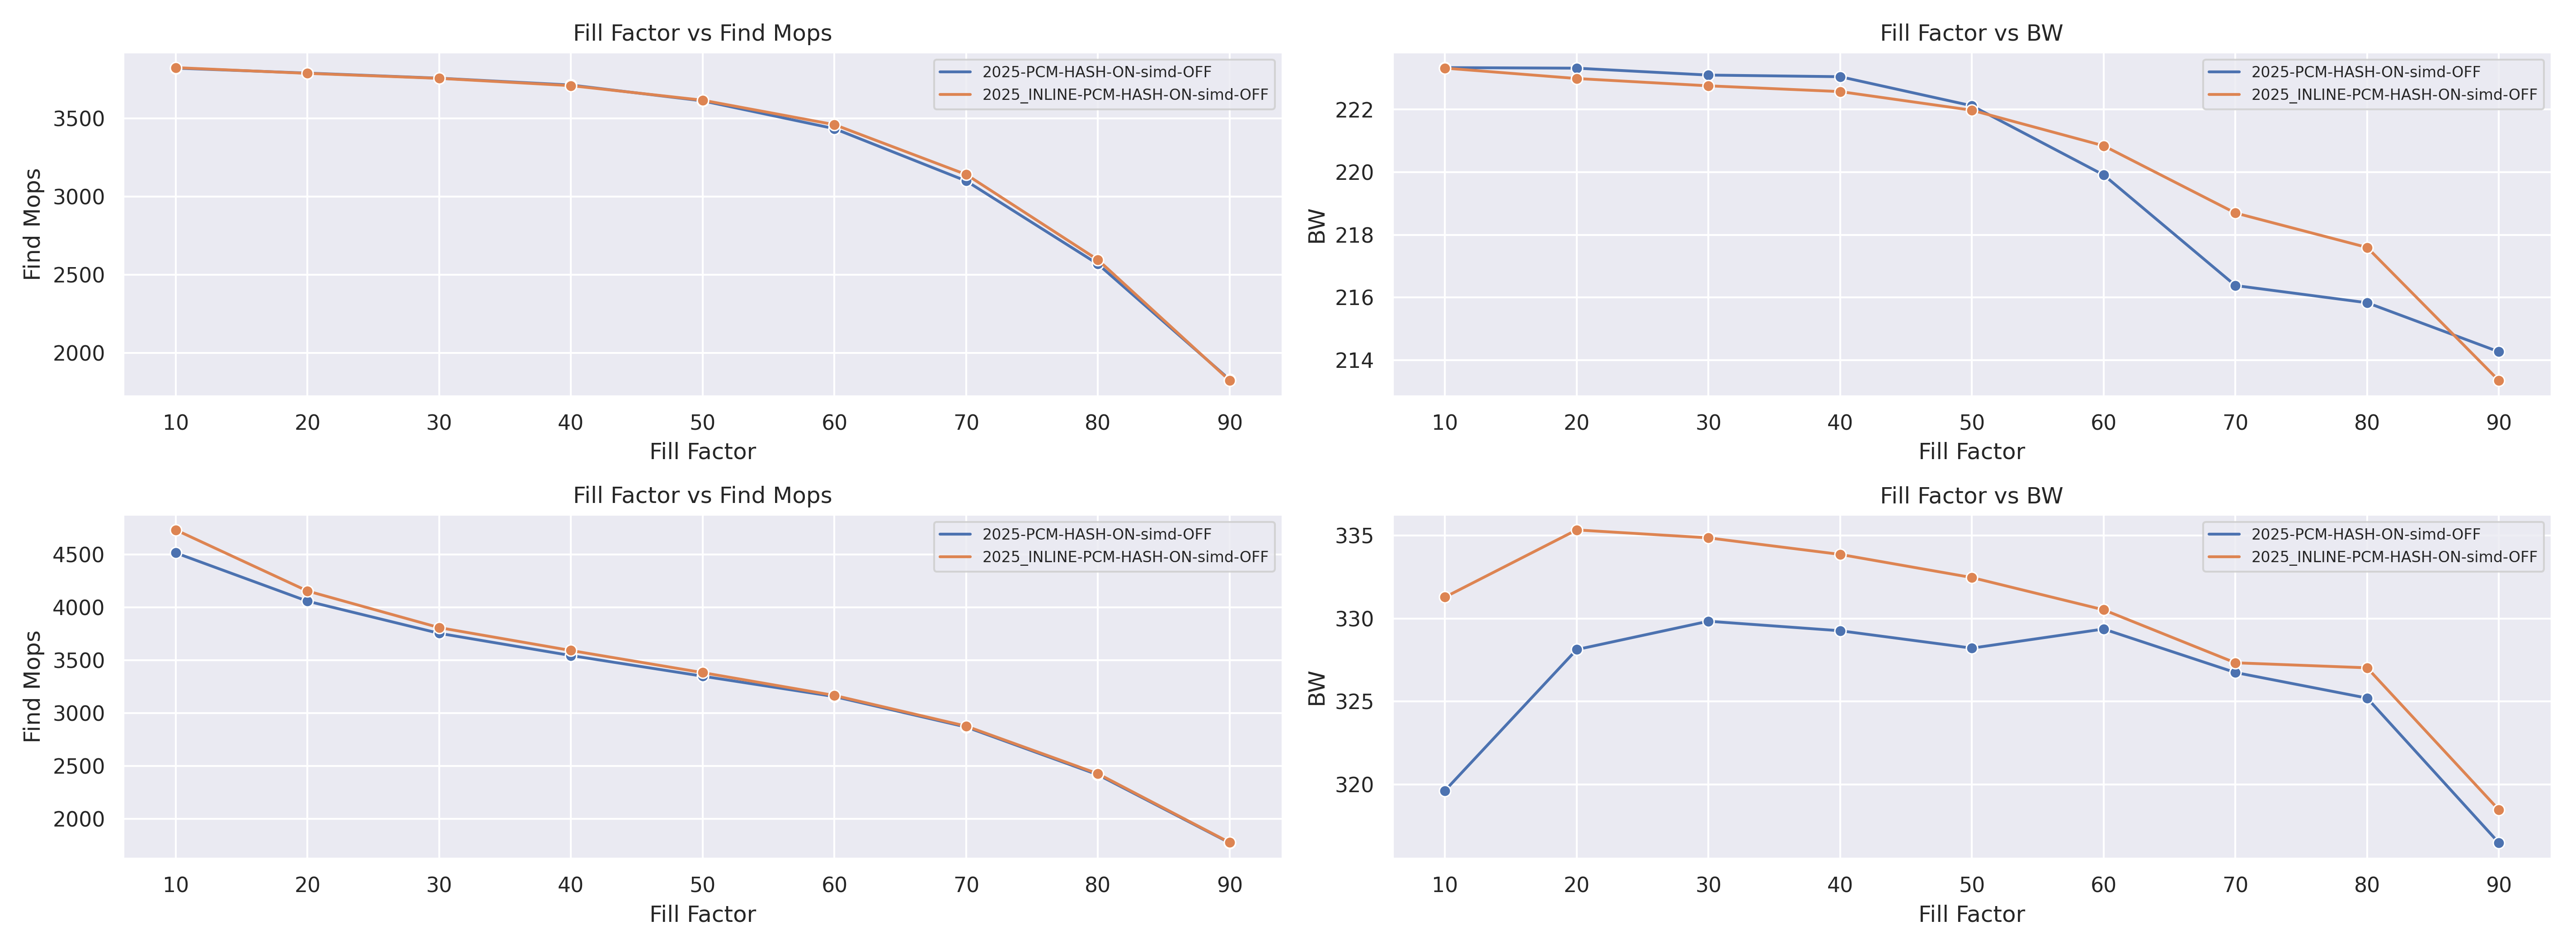 Fill Factor vs Find Mops
2025-PCM-HASH-ON-simd-OFF
2025_INLINE-PCM-HASH-ON-simd-OFF
3500
3000
2500
2000
Find Mops
10 20 30 40 50 60 70 80 90
Fill Factor
Fill Factor vs BW
2025-PCM-HASH-ON-simd-OFF
2025_INLINE-PCM-HASH-ON-simd-OFF
222
220
218
216
214
BW
10 20 30 40 50 60 70 80 90
Fill Factor
Fill Factor vs Find Mops
2025-PCM-HASH-ON-simd-OFF
2025_INLINE-PCM-HASH-ON-simd-OFF
4500
4000
3500
3000
2500
2000
Find Mops
10 20 30 40 50 60 70 80 90
Fill Factor
Fill Factor vs BW
2025-PCM-HASH-ON-simd-OFF
2025_INLINE-PCM-HASH-ON-simd-OFF
335
330
325
320
BW
10 20 30 40 50 60 70 80 90
Fill Factor